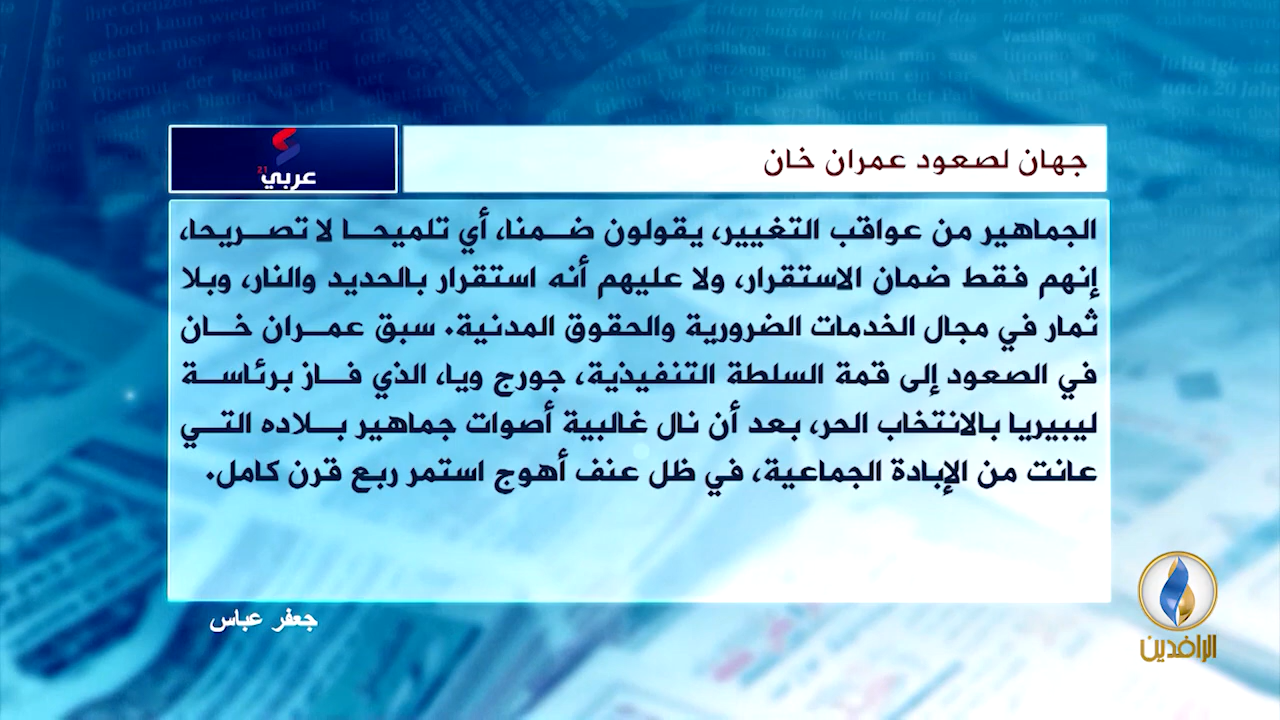 جهان لصعود عمران خان
عربي 21
الجماهير من عواقب التغيير، يقولون ضمنا، أي تلميحا لا تصريحا،
إنهم فقط ضمان الاستقرار، ولا عليهم أنه استقرار بالحديد والنار، وبلا
ثمار في مجال الخدمات الضرورية والحقوق المدنية. سبق عمران خان
في الصعود إلى قمة السلطة التنفيذية، جورج ويا، الذي فاز برئاسة
ليبيريا بالانتخاب الحر، بعد أن نال غالبية أصوات جماهير بلاده التي
عانت من الإبادة الجماعية، في ظل عنف أهوج استمر ربع قرن كامل.
جعفر عباس
الرافدين